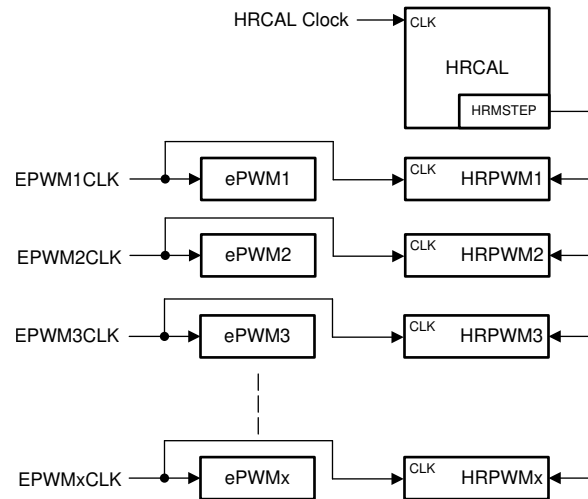 HRCAL Clock
CLK
HRCAL
HRMSTEP
EPWM1CLK
ePWM1
CLK
HRPWM1
EPWM2CLK
ePWM2
CLK
HRPWM2
EPWM3CLK
ePWM3
CLK
HRPWM3
EPWMxCLK
ePWMx
CLK
HRPWMx